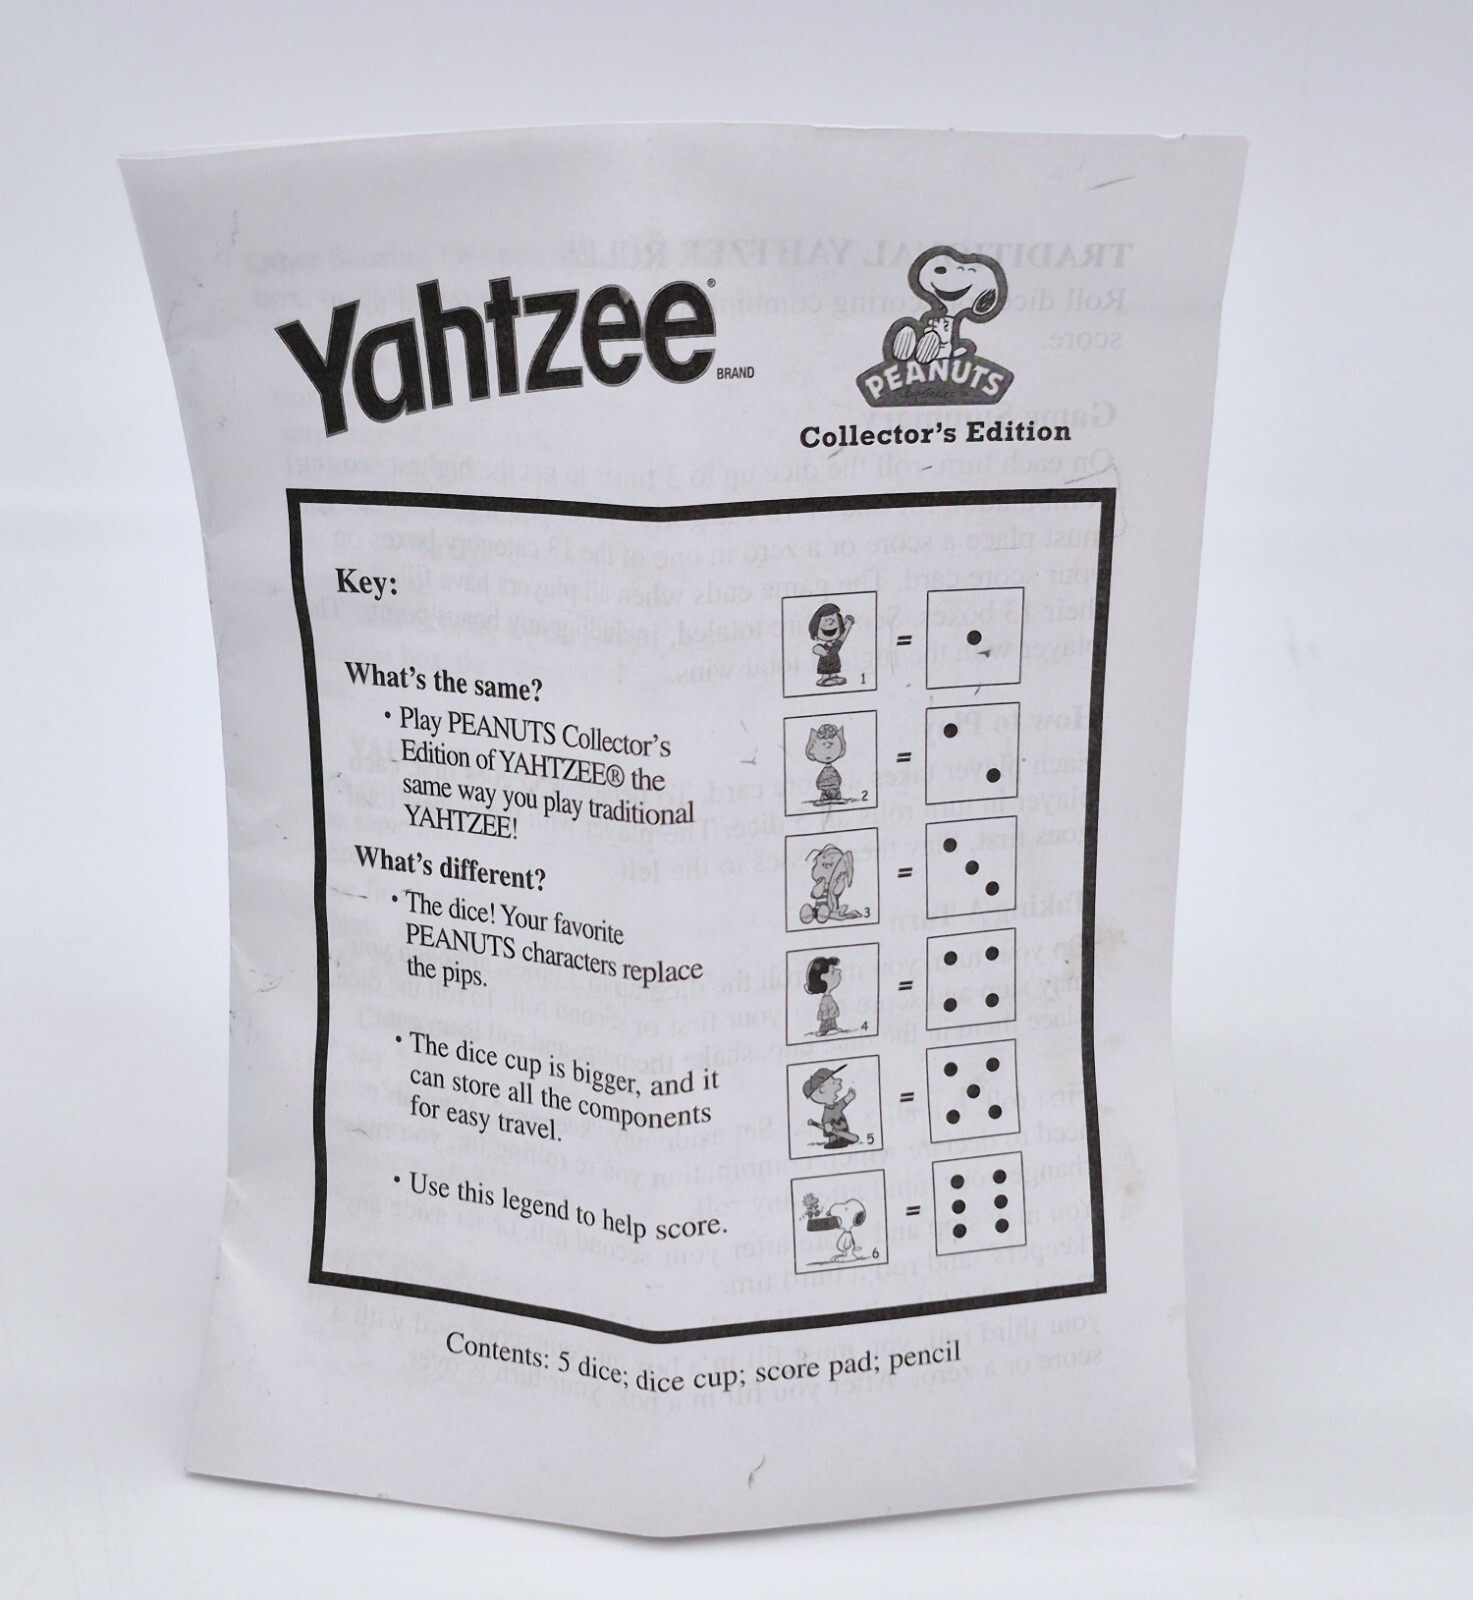 Yahtzee®
BRAND
PEANUTS
Collector's Edition
Key:
What's the same?
• Play PEANUTS Collector's
Edition of YAHTZEE® the
same way you play traditional
YAHTZEE!
What's different?
• The dice! Your favorite
PEANUTS characters replace
the pips.
• The dice cup is bigger, and it
can store all the components
for easy travel.
• Use this legend to help score.
1 =
2 =
3 =
4 =
5 =
6 =
Contents: 5 dice; dice cup; score pad; pencil